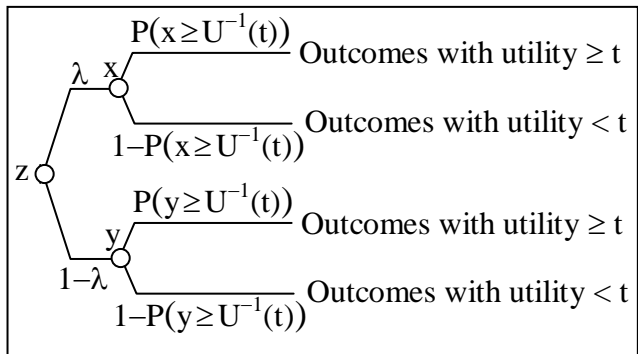 P(x≥U⁻¹(t))
Outcomes with utility ≥ t
λ
x
Outcomes with utility < t
1–P(x≥U⁻¹(t))
z
P(y≥U⁻¹(t))
Outcomes with utility ≥ t
y
1–λ
Outcomes with utility < t
1–P(y≥U⁻¹(t))